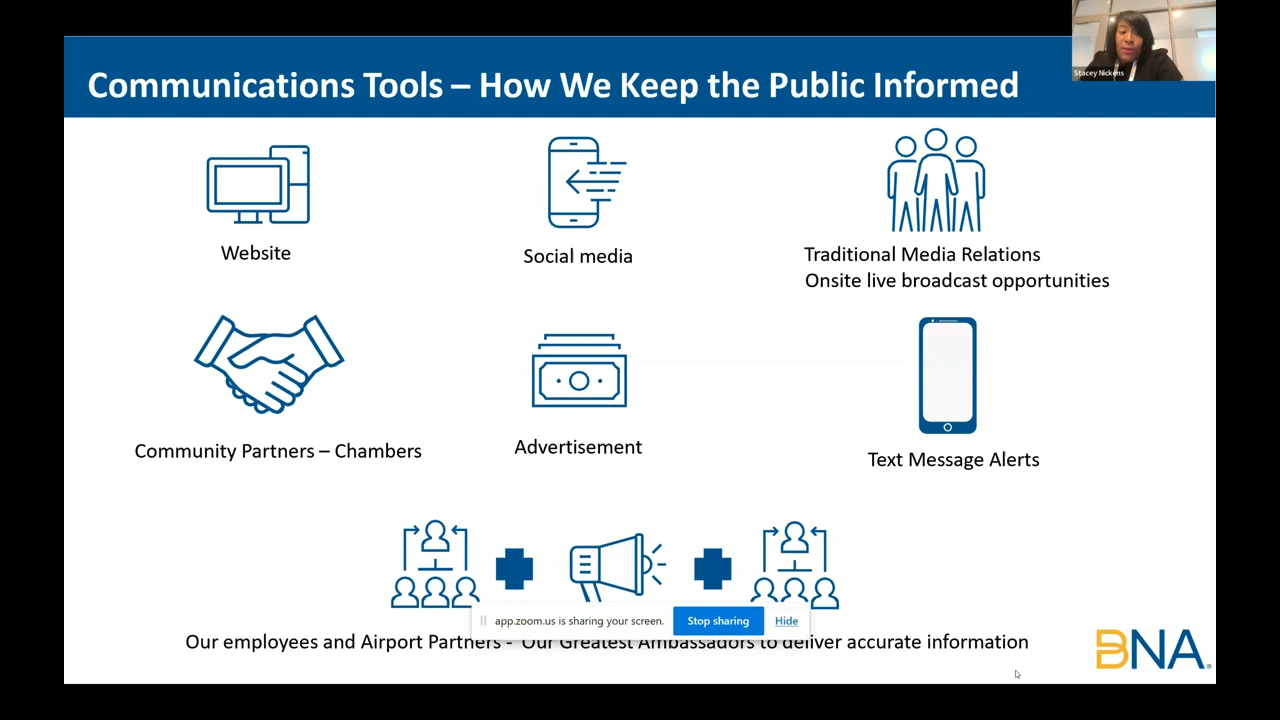 Communications Tools – How We Keep the Public Informed
Stacey Nickens
Website
Social media
Traditional Media Relations
Onsite live broadcast opportunities
Community Partners – Chambers
Advertisement
Text Message Alerts
app.zoom.us is sharing your screen.
Stop sharing
Hide
Our employees and Airport Partners - Our Greatest Ambassadors to deliver accurate information
BNA®